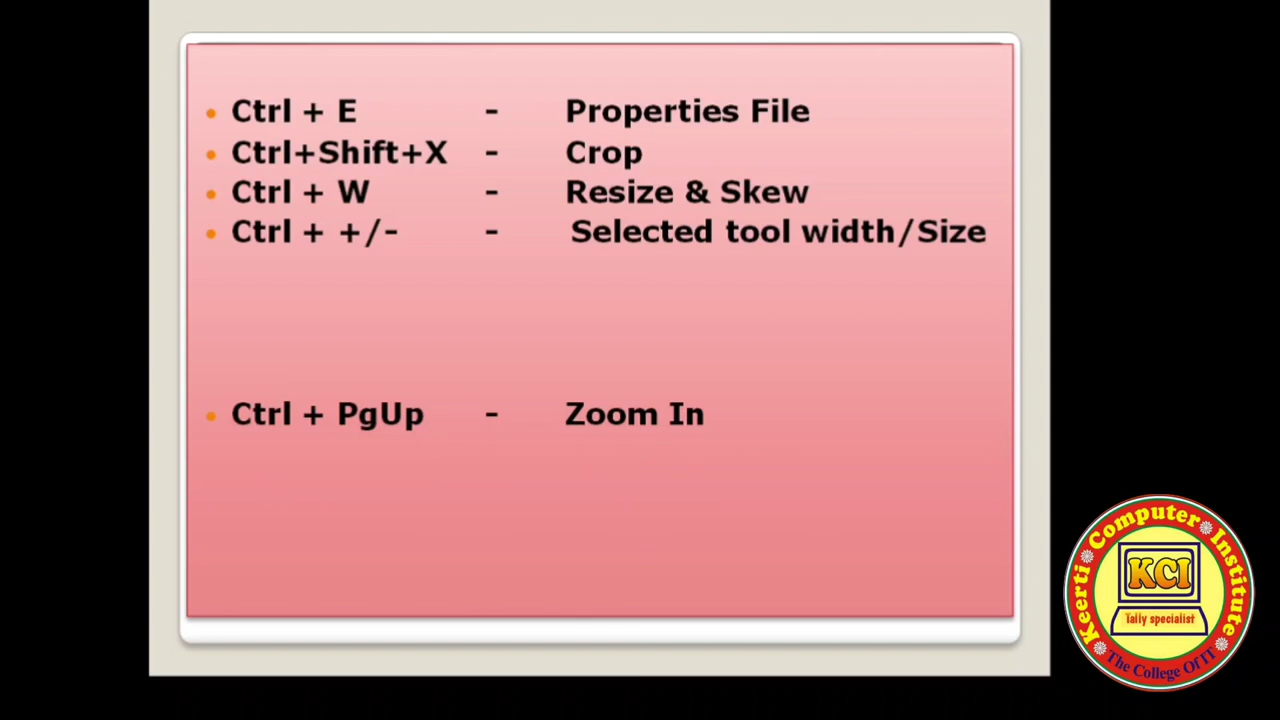 Ctrl + E - Properties File
Ctrl+Shift+X - Crop
Ctrl + W - Resize & Skew
Ctrl + +/- - Selected tool width/Size
Ctrl + PgUp - Zoom In
Keerti Computer Institute
KCI
Tally specialist
The College Of IT